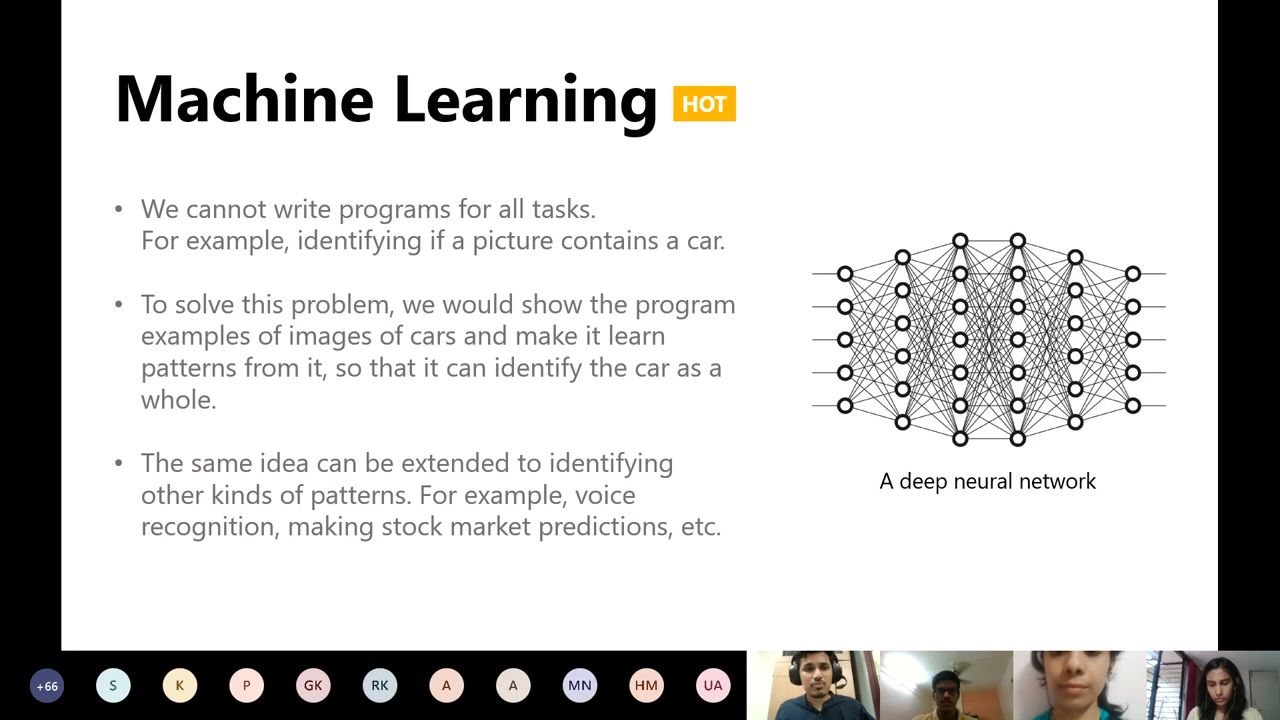 Machine Learning HOT
• We cannot write programs for all tasks.
For example, identifying if a picture contains a car.
• To solve this problem, we would show the program
examples of images of cars and make it learn
patterns from it, so that it can identify the car as a
whole.
• The same idea can be extended to identifying
other kinds of patterns. For example, voice
recognition, making stock market predictions, etc.
A deep neural network
+66 S K P GK RK A A MN HM UA